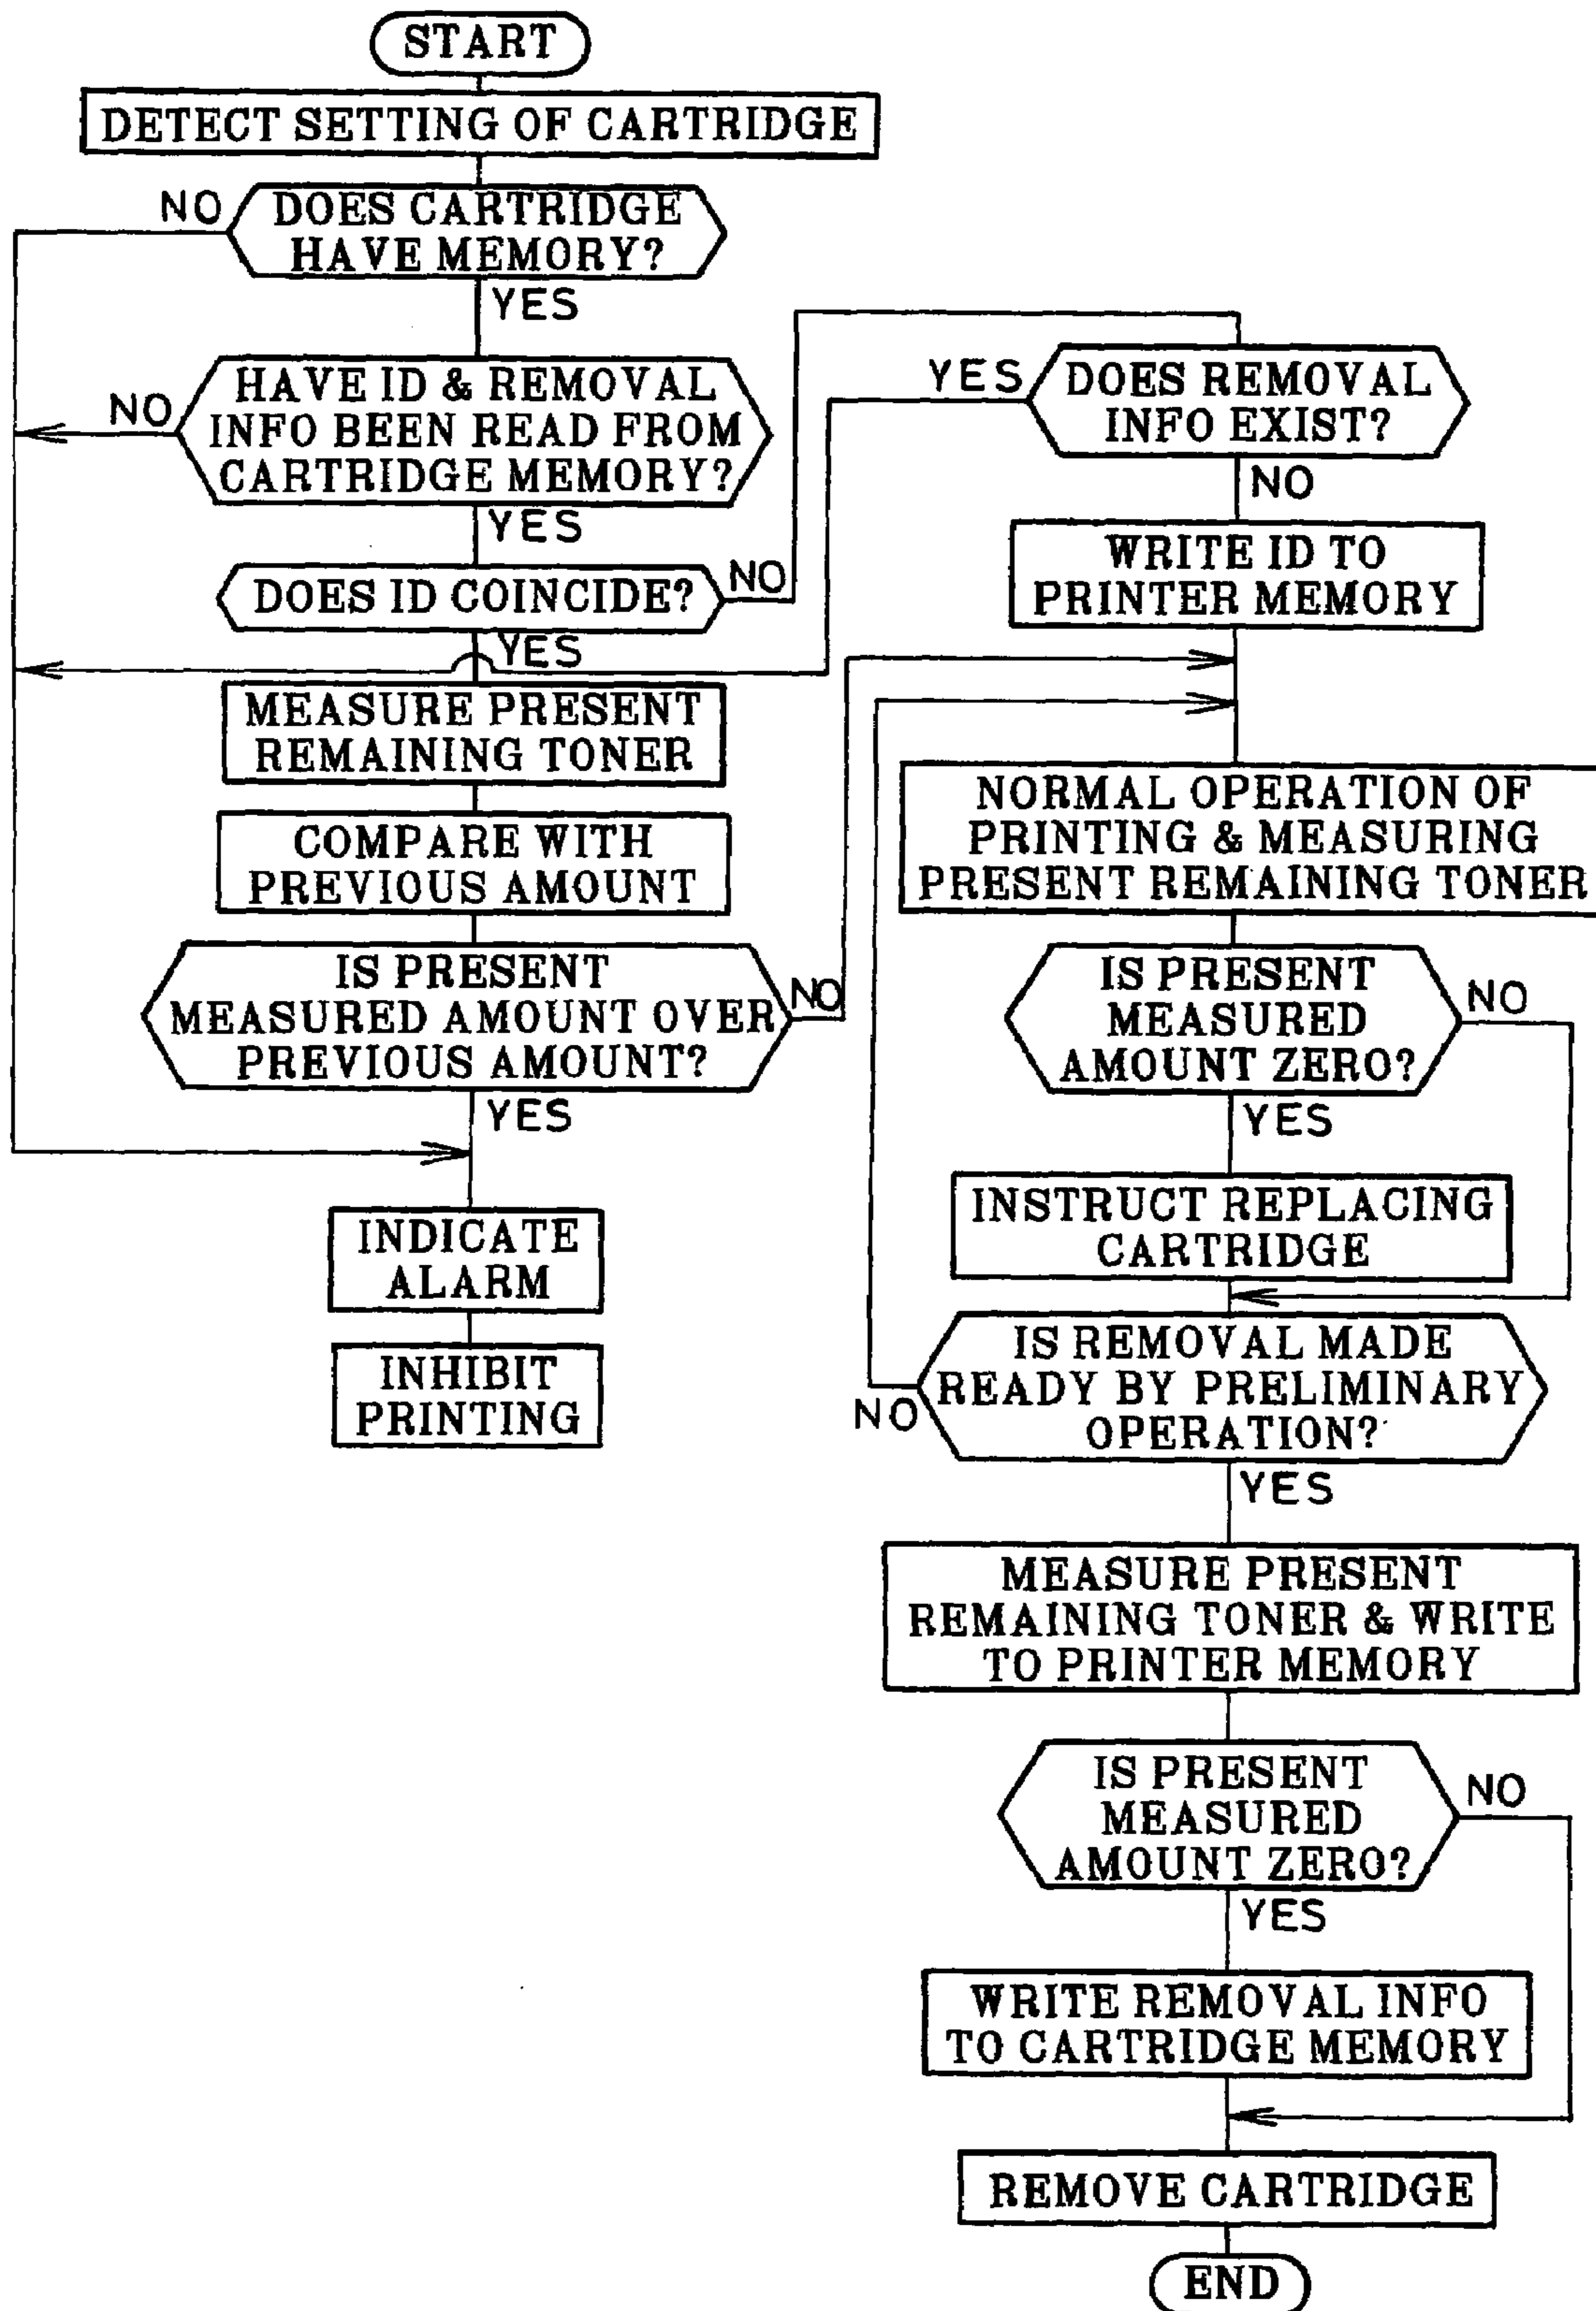 START
DETECT SETTING OF CARTRIDGE
NO
DOES CARTRIDGE
HAVE MEMORY?
YES
NO
HAVE ID & REMOVAL
INFO BEEN READ FROM
CARTRIDGE MEMORY?
YES
DOES ID COINCIDE?
NO
YES
MEASURE PRESENT
REMAINING TONER
COMPARE WITH
PREVIOUS AMOUNT
IS PRESENT
MEASURED AMOUNT OVER
PREVIOUS AMOUNT?
NO
YES
INDICATE
ALARM
INHIBIT
PRINTING
YES
DOES REMOVAL
INFO EXIST?
NO
WRITE ID TO
PRINTER MEMORY
NORMAL OPERATION OF
PRINTING & MEASURING
PRESENT REMAINING TONER
IS PRESENT
MEASURED
AMOUNT ZERO?
NO
YES
INSTRUCT REPLACING
CARTRIDGE
IS REMOVAL MADE
READY BY PRELIMINARY
OPERATION?
NO
YES
MEASURE PRESENT
REMAINING TONER & WRITE
TO PRINTER MEMORY
IS PRESENT
MEASURED
AMOUNT ZERO?
NO
YES
WRITE REMOVAL INFO
TO CARTRIDGE MEMORY
REMOVE CARTRIDGE
END